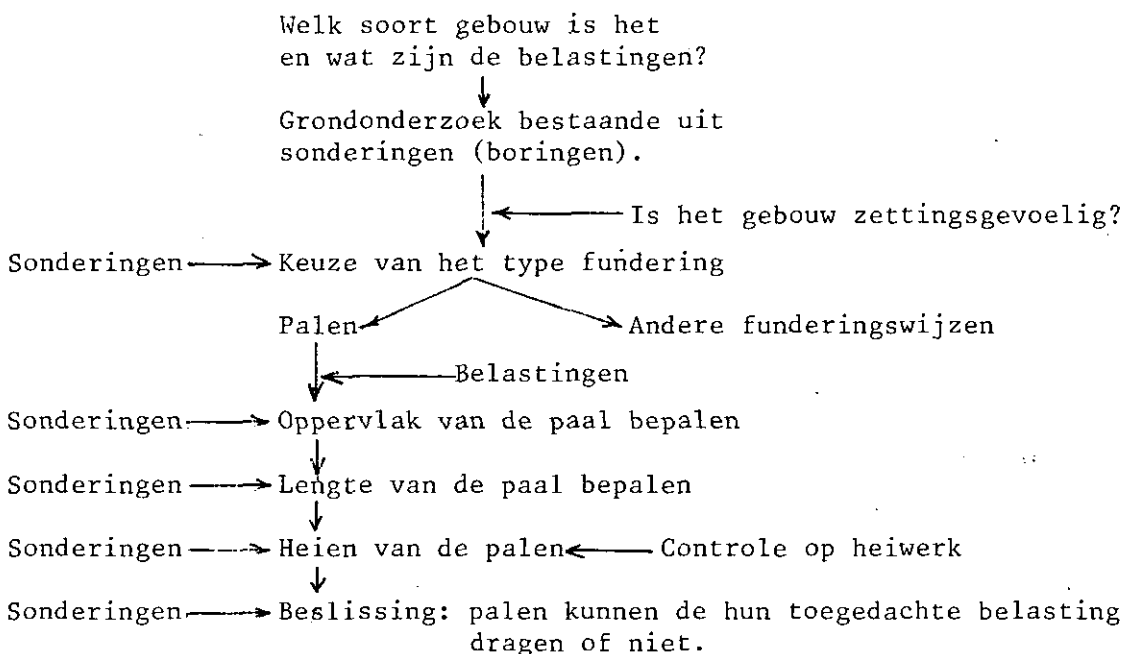 Welk soort gebouw is het
en wat zijn de belastingen?
Grondonderzoek bestaande uit
sonderingen (boringen).
Is het gebouw zettingsgevoelig?
Sonderingen Keuze van het type fundering
Palen Andere funderingswijzen
Belastingen
Sonderingen Oppervlak van de paal bepalen
Sonderingen Lengte van de paal bepalen
Sonderingen Heien van de palen Controle op heiwerk
Sonderingen Beslissing: palen kunnen de hun toegedachte belasting
dragen of niet.